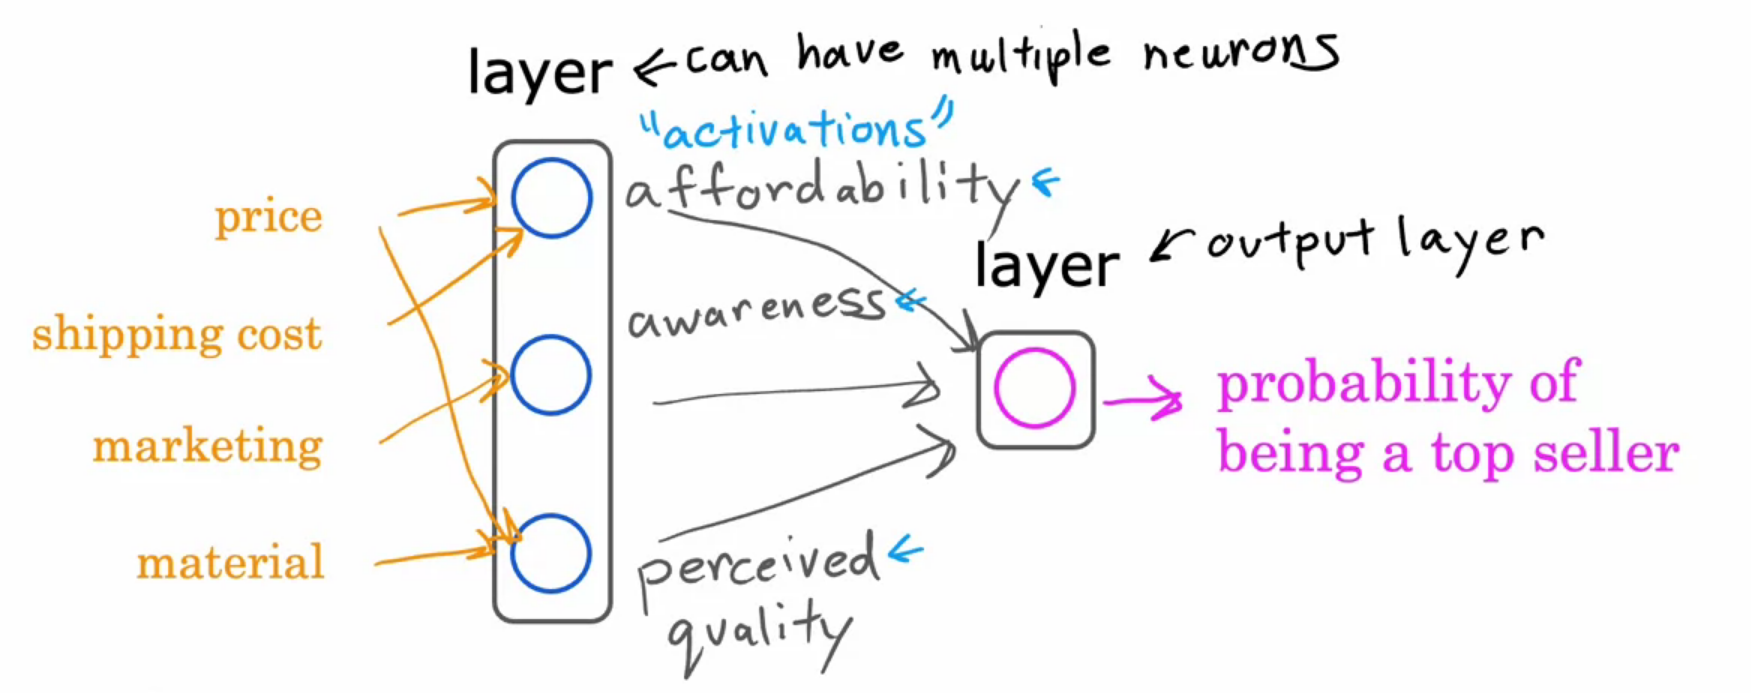 layer ← can have multiple neurons
"activations"
affordability ←
price
layer ← output layer
shipping cost
awareness ←
probability of
being a top seller
marketing
material
perceived ←
quality